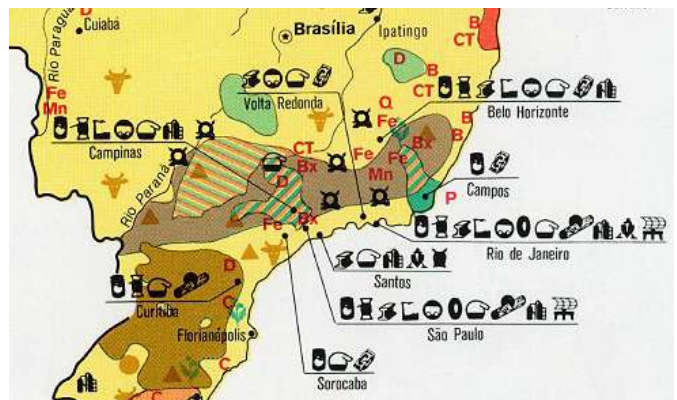 D
Cuiabá
Brasília
Ipatingo
B
CT
Rio Paraguai
D
B
CT
Fe
Mn
Volta Redonda
Q
Fe
Belo Horizonte
B
B
Campinas
CT
Bx
Fe
Mn
Fe
Bx
D
Rio Paraná
P
Campos
Fe
Bx
Rio de Janeiro
Santos
D
C
Curitiba
São Paulo
Florianópolis
C
Sorocaba
C